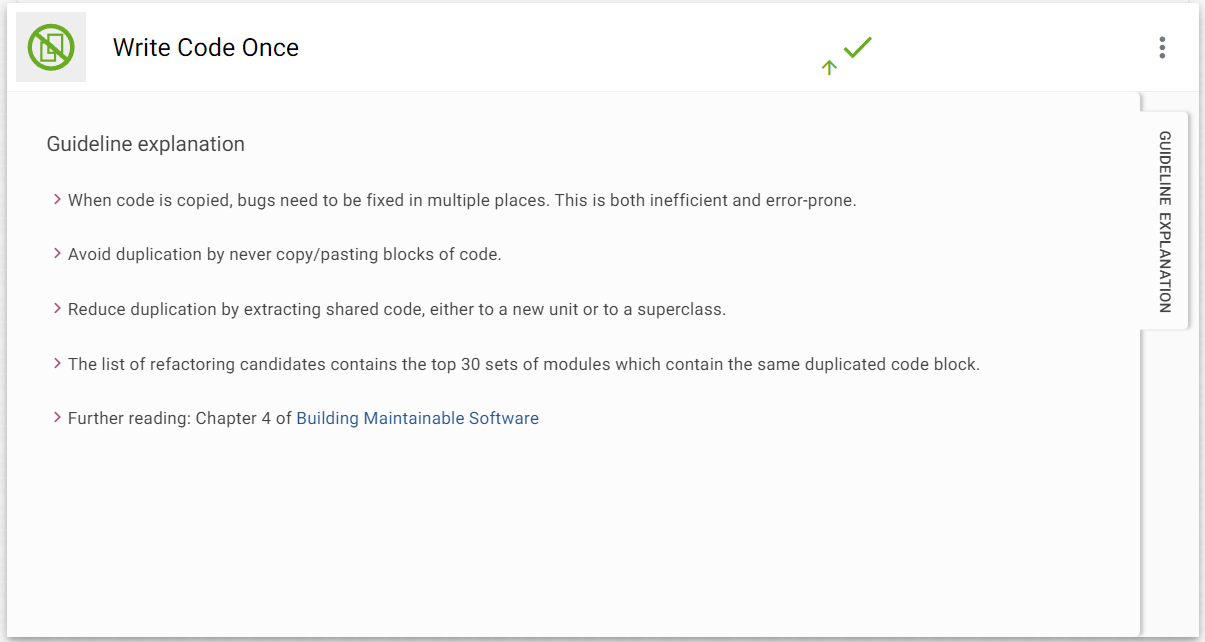 Write Code Once
Guideline explanation
When code is copied, bugs need to be fixed in multiple places. This is both inefficient and error-prone.
Avoid duplication by never copy/pasting blocks of code.
Reduce duplication by extracting shared code, either to a new unit or to a superclass.
The list of refactoring candidates contains the top 30 sets of modules which contain the same duplicated code block.
Further reading: Chapter 4 of Building Maintainable Software
GUIDELINE EXPLANATION